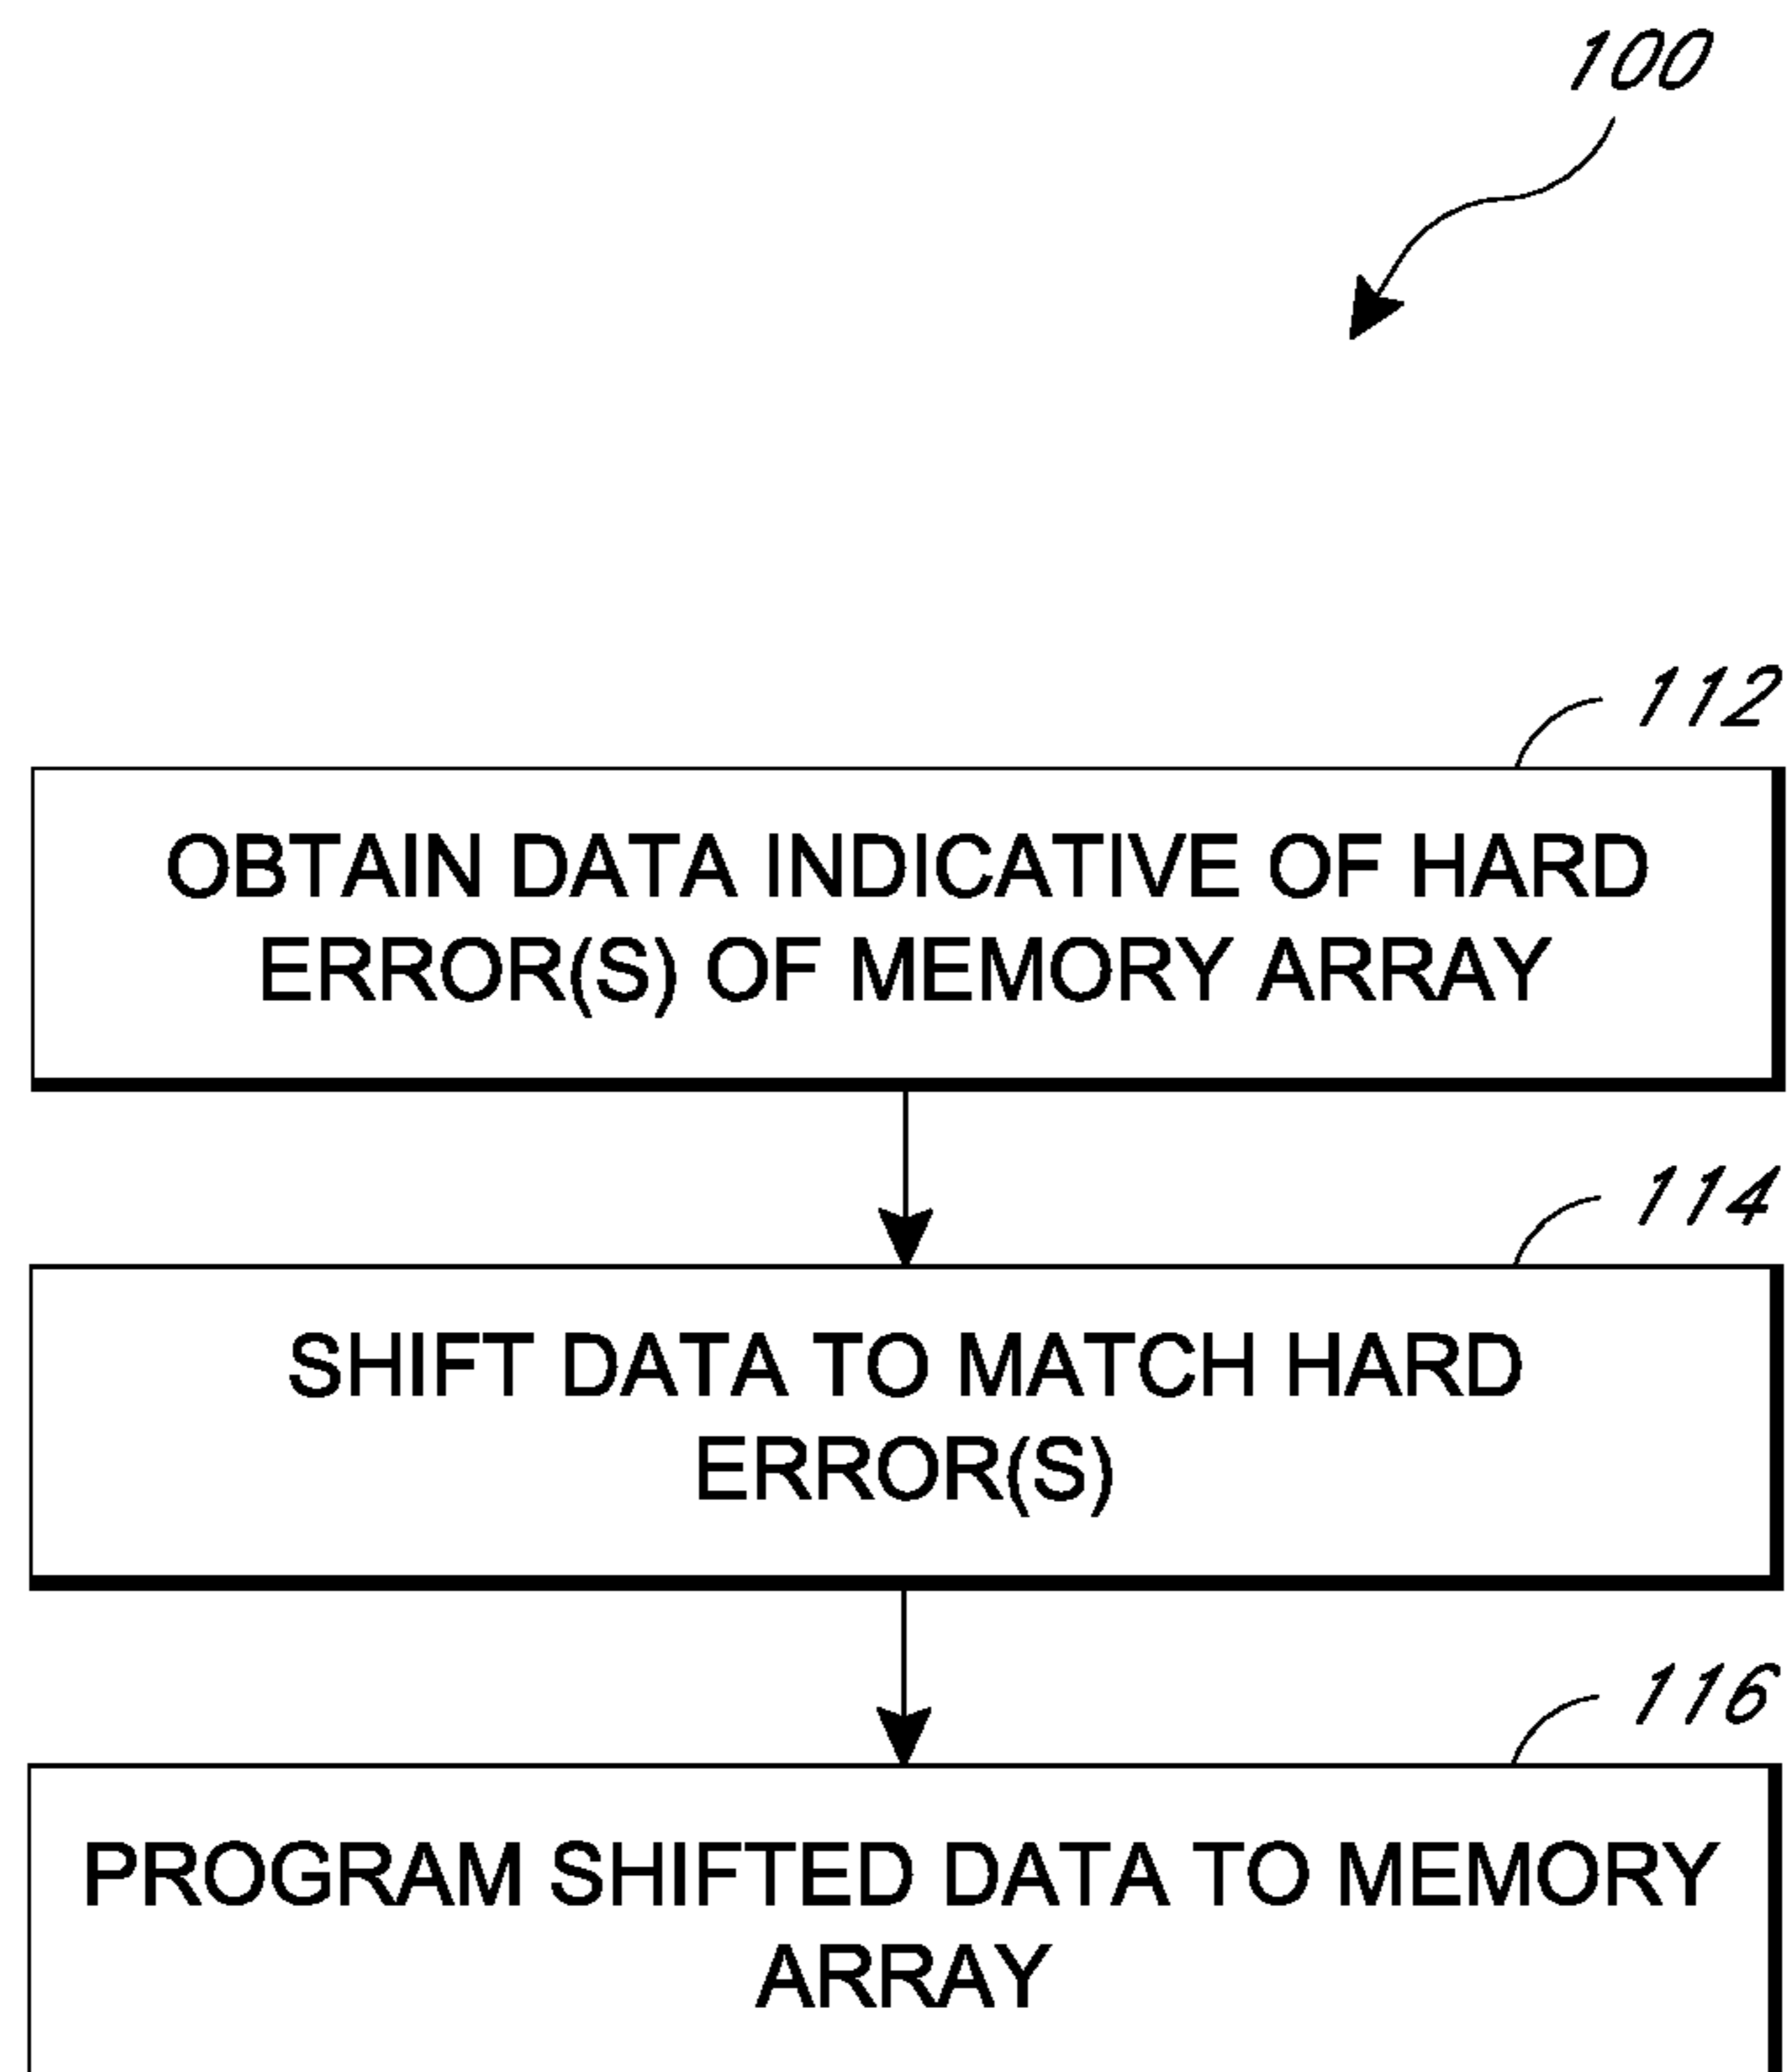 100
112
OBTAIN DATA INDICATIVE OF HARD
ERROR(S) OF MEMORY ARRAY
114
SHIFT DATA TO MATCH HARD
ERROR(S)
116
PROGRAM SHIFTED DATA TO MEMORY
ARRAY